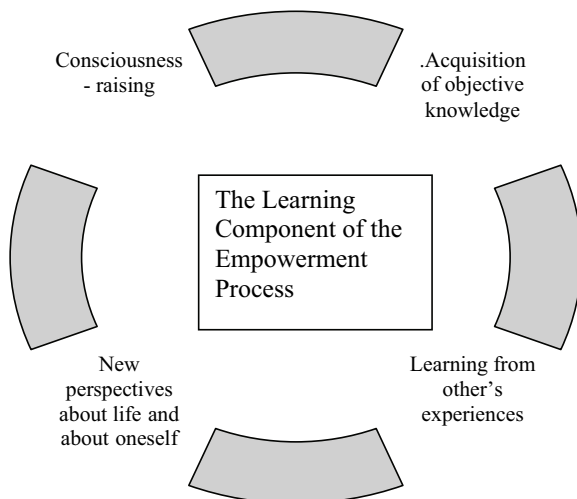 Consciousness
- raising
.Acquisition
of objective
knowledge
The Learning
Component of the
Empowerment
Process
New
perspectives
about life and
about oneself
Learning from
other’s
experiences